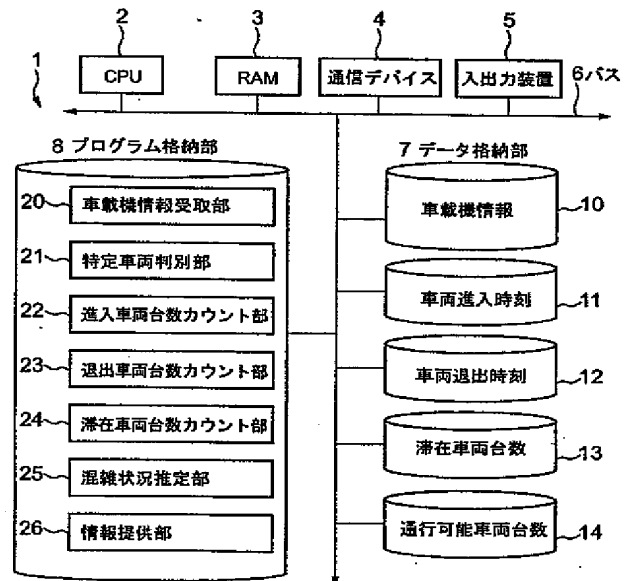 2
3
4
5
1
CPU
RAM
通信デバイス
入出力装置
6バス
8 プログラム格納部
7 データ格納部
20
車載機情報受取部
21
特定車両判別部
22
進入車両台数カウント部
23
退出車両台数カウント部
24
滞在車両台数カウント部
25
混雑状況推定部
26
情報提供部
車載機情報
10
車両進入時刻
11
車両退出時刻
12
滞在車両台数
13
通行可能車両台数
14